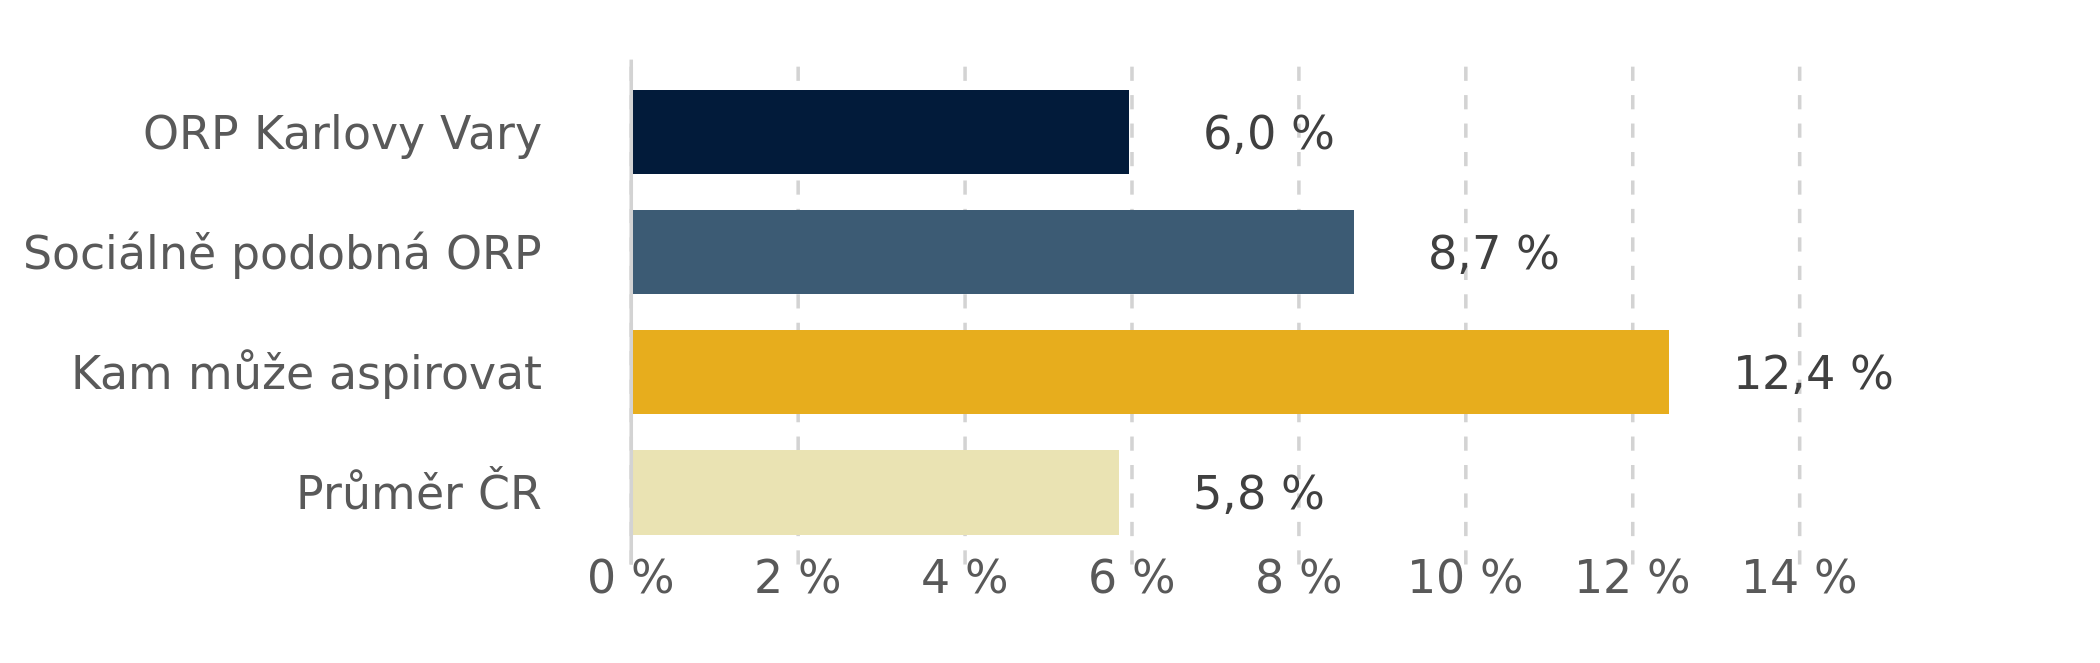 ORP Karlovy Vary 6,0 %
Sociálně podobná ORP 8,7 %
Kam může aspirovat 12,4 %
Průměr ČR 5,8 %
0 % 2 % 4 % 6 % 8 % 10 % 12 % 14 %